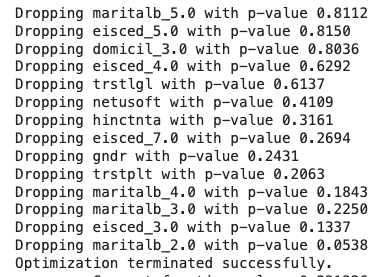 Dropping maritalb_5.0 with p-value 0.8112
Dropping eisced_5.0 with p-value 0.8150
Dropping domicil_3.0 with p-value 0.8036
Dropping eisced_4.0 with p-value 0.6292
Dropping trstlgl with p-value 0.6137
Dropping netusoft with p-value 0.4109
Dropping hinctnta with p-value 0.3161
Dropping eisced_7.0 with p-value 0.2694
Dropping gndr with p-value 0.2431
Dropping trstplt with p-value 0.2063
Dropping maritalb_4.0 with p-value 0.1843
Dropping maritalb_3.0 with p-value 0.2250
Dropping eisced_3.0 with p-value 0.1337
Dropping maritalb_2.0 with p-value 0.0538
Optimization terminated successfully.